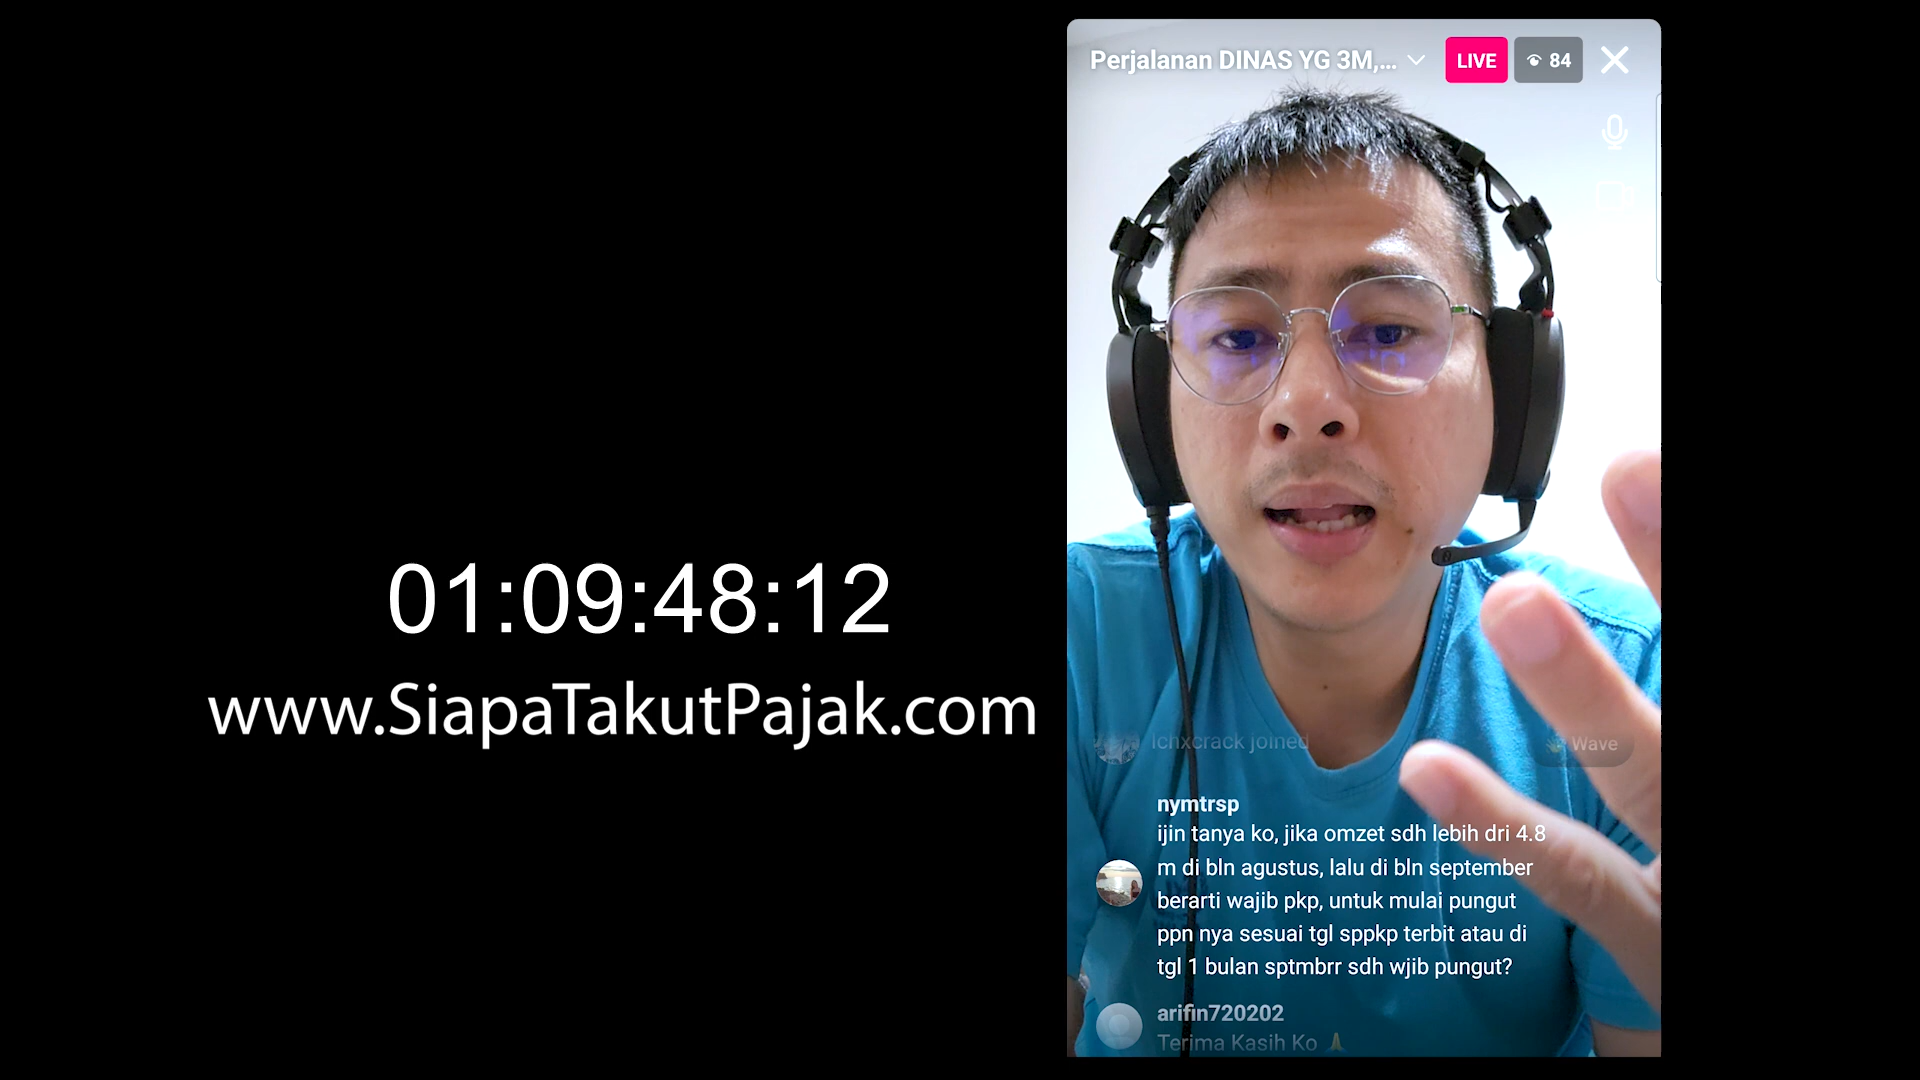 Perjalanan DINAS YG 3M,...
LIVE
84
01:09:48:12
www.SiapaTakutPajak.com
lchxcrack joined
Wave
nymtrsp
ijin tanya ko, jika omzet sdh lebih dri 4.8
m di bln agustus, lalu di bln september
berarti wajib pkp, untuk mulai pungut
ppn nya sesuai tgl sppkp terbit atau di
tgl 1 bulan sptmbrr sdh wjib pungut?
arifin720202
Terima Kasih Ko 🙏